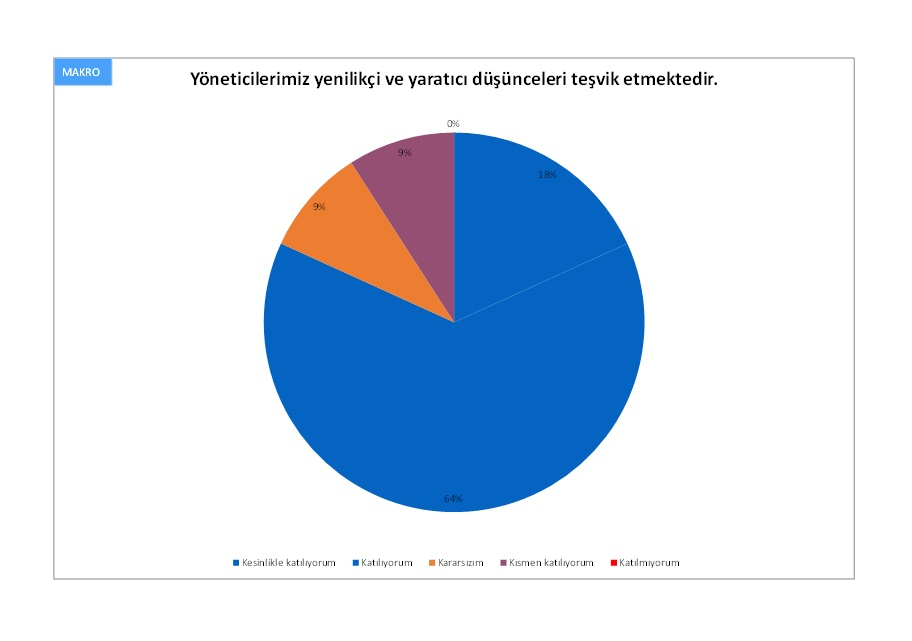 MAKRO
Yöneticilerimiz yenilikçi ve yaratıcı düşünceleri teşvik etmektedir.
0%
9%
18%
9%
64%
Kesinlikle katılıyorum Katılıyorum Kararsızım Kısmen katılıyorum Katılmıyorum